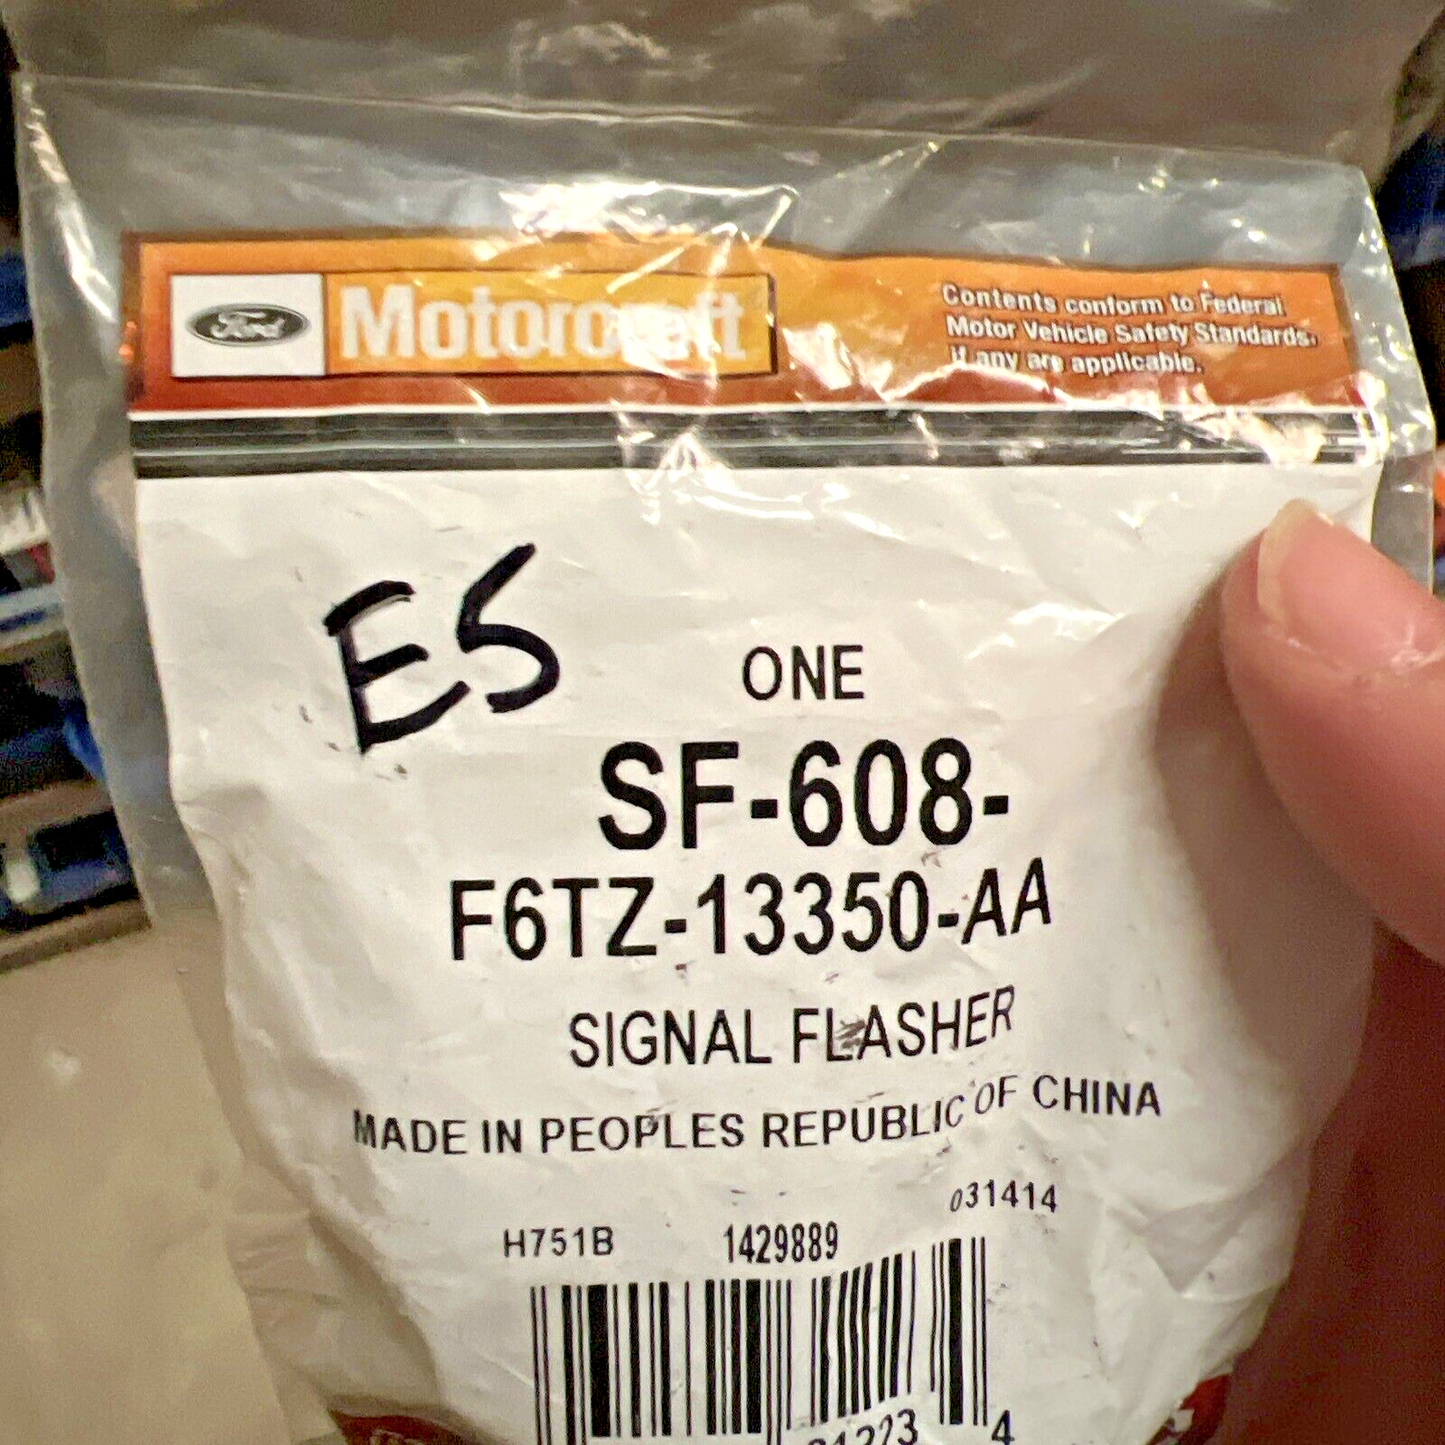 Ford Motorcraft
Contents conform to Federal
Motor Vehicle Safety Standards.
if any are applicable.
ES
ONE
SF-608-
F6TZ-13350-AA
SIGNAL FLASHER
MADE IN PEOPLES REPUBLIC OF CHINA
031414
H751B 1429889
4